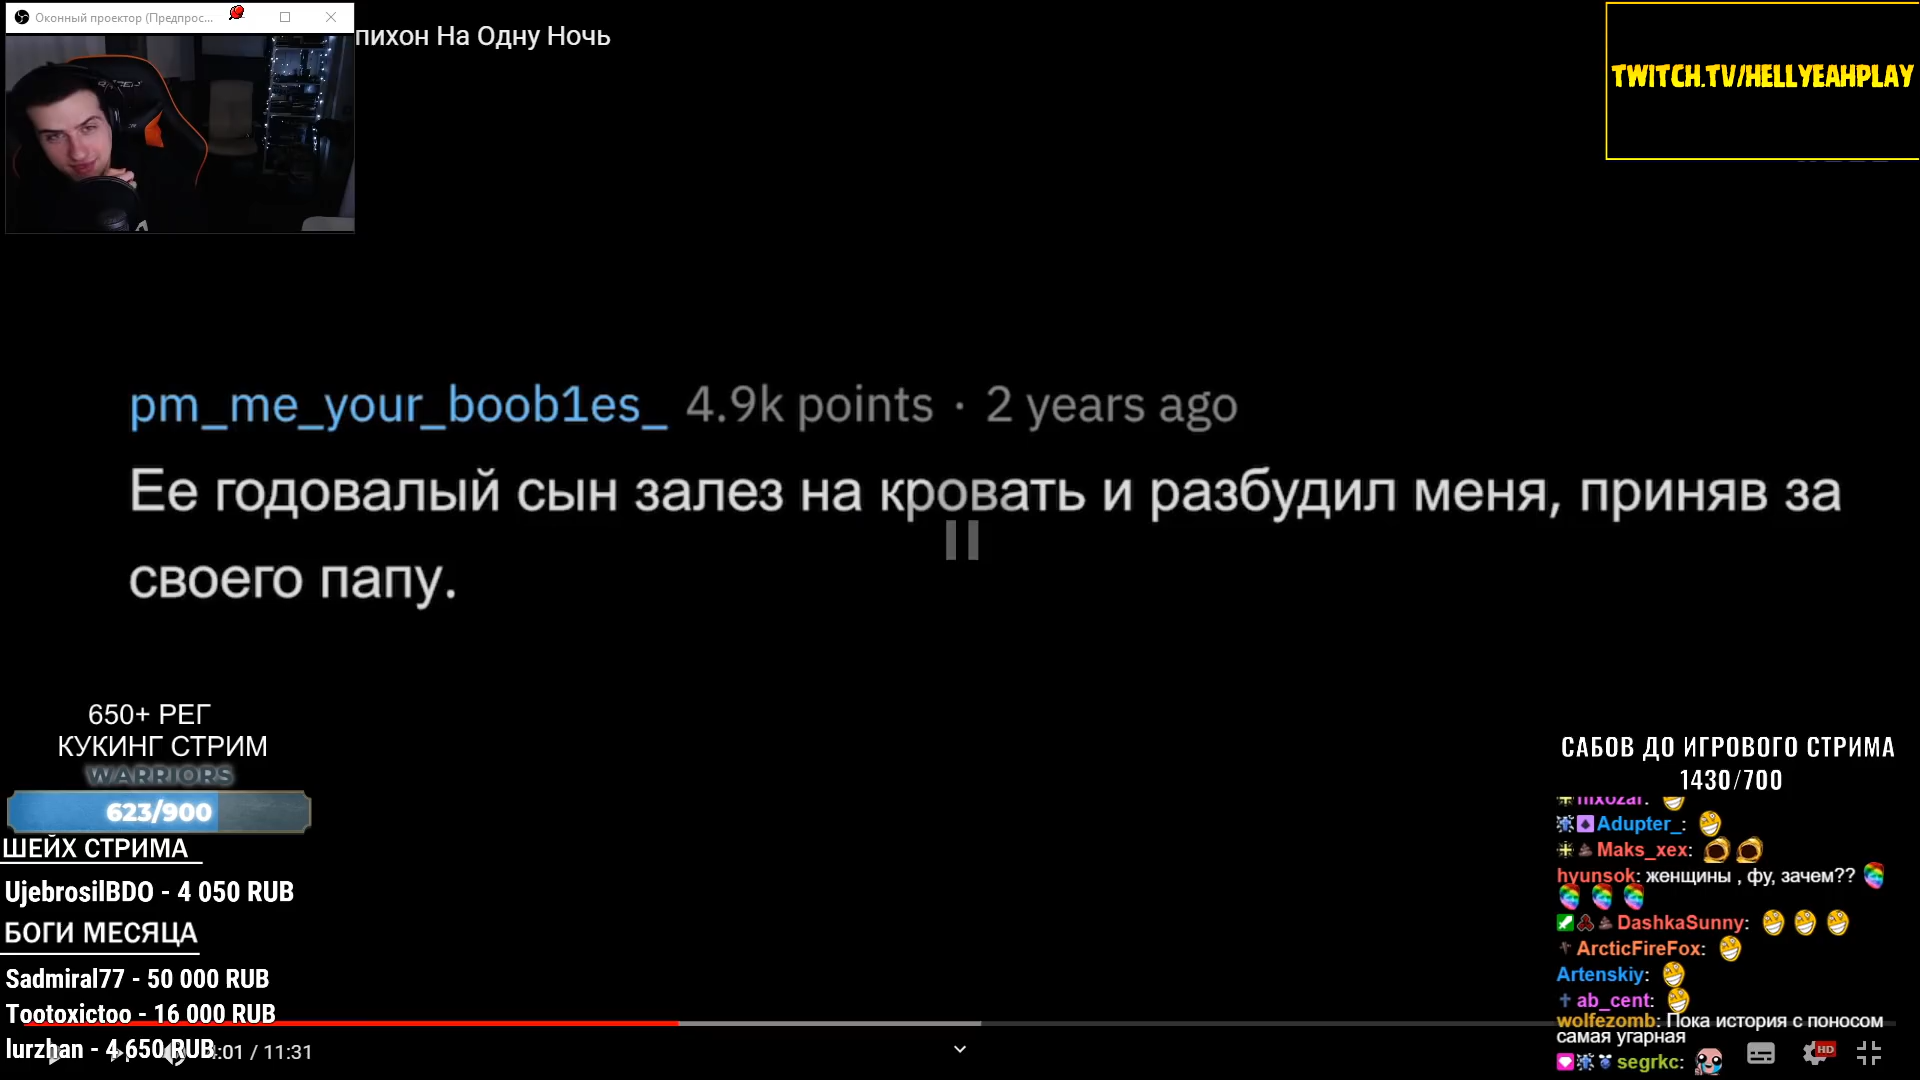 Оконный проектор (Предпрос...
пихон На Одну Ночь
TWITCH.TV/HELLYEAHPLAY
pm_me_your_boob1es_ 4.9k points · 2 years ago
Ее годовалый сын залез на кровать и разбудил меня, приняв за
своего папу.
650+ РЕГ
КУКИНГ СТРИМ
WARRIORS
623/900
ШЕЙХ СТРИМА
UjebrosilBDO - 4 050 RUB
БОГИ МЕСЯЦА
Sadmiral77 - 50 000 RUB
Tootoxictoo - 16 000 RUB
lurzhan - 4 650 RUB
:01 / 11:31
САБОВ ДО ИГРОВОГО СТРИМА
1430/700
nixozar:
Adupter_:
Maks_xex:
hyunsok: женщины , фу, зачем??
DashkaSunny:
ArcticFireFox:
Artenskiy:
ab_cent:
wolfezomb: Пока история с поносом
самая угарная
segrkc:
HD